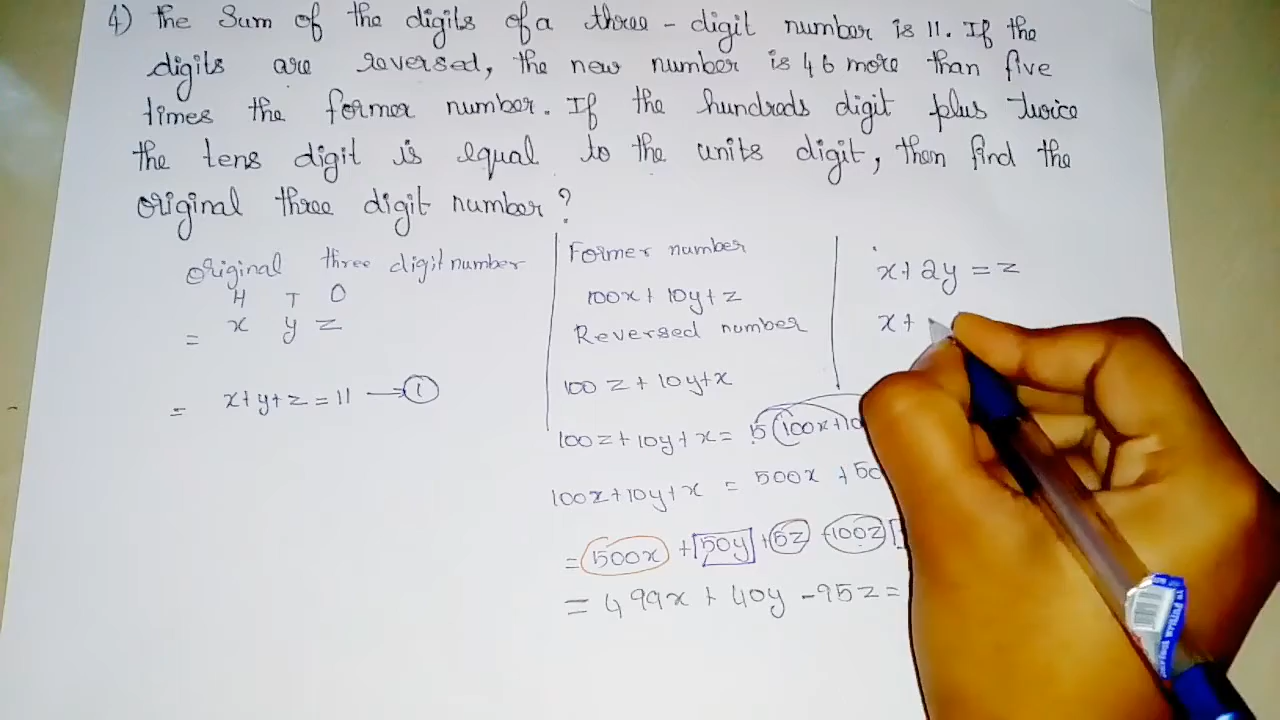 4) The Sum of the digits of a three - digit number is 11. If the
digits are reversed, the new number is 46 more than five
times the former number. If the hundreds digit plus twice
the tens digit is equal to the units digit, then find the
original three digit number?
original three digit number
H T O
= x y z
= x+y+z = 11 → 1
Former number
100x + 10y + z
Reversed number
100 z + 10y+x
100z+10y+x = 5(100x+10
100z+10y+x = 500x +50
= 500x + 50y + 5z -100z
= 499x + 40y - 95z =
x+2y = z
x+